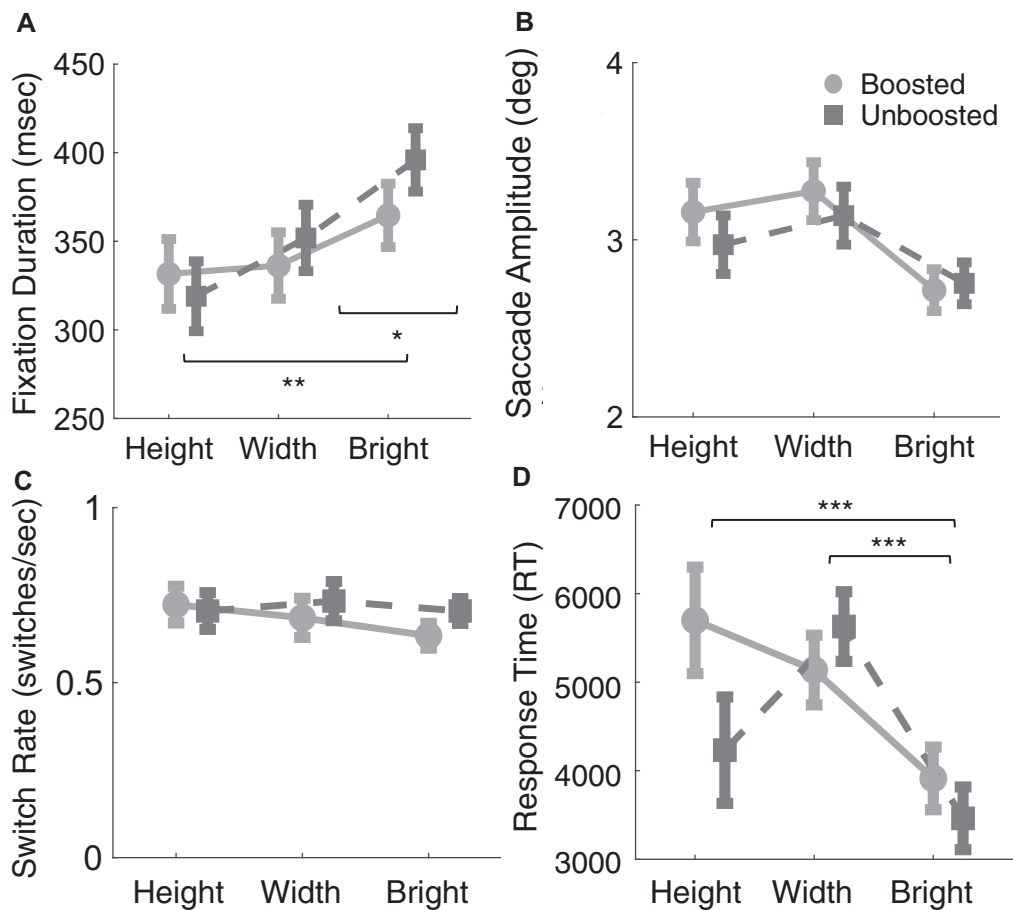 A
Fixation Duration (msec)
450
400
350
300
250
*
**
Height Width Bright
B
Saccade Amplitude (deg)
4
3
2
Boosted
Unboosted
Height Width Bright
C
Switch Rate (switches/sec)
1
0.5
0
Height Width Bright
D
Response Time (RT)
7000
6000
5000
4000
3000
***
***
Height Width Bright